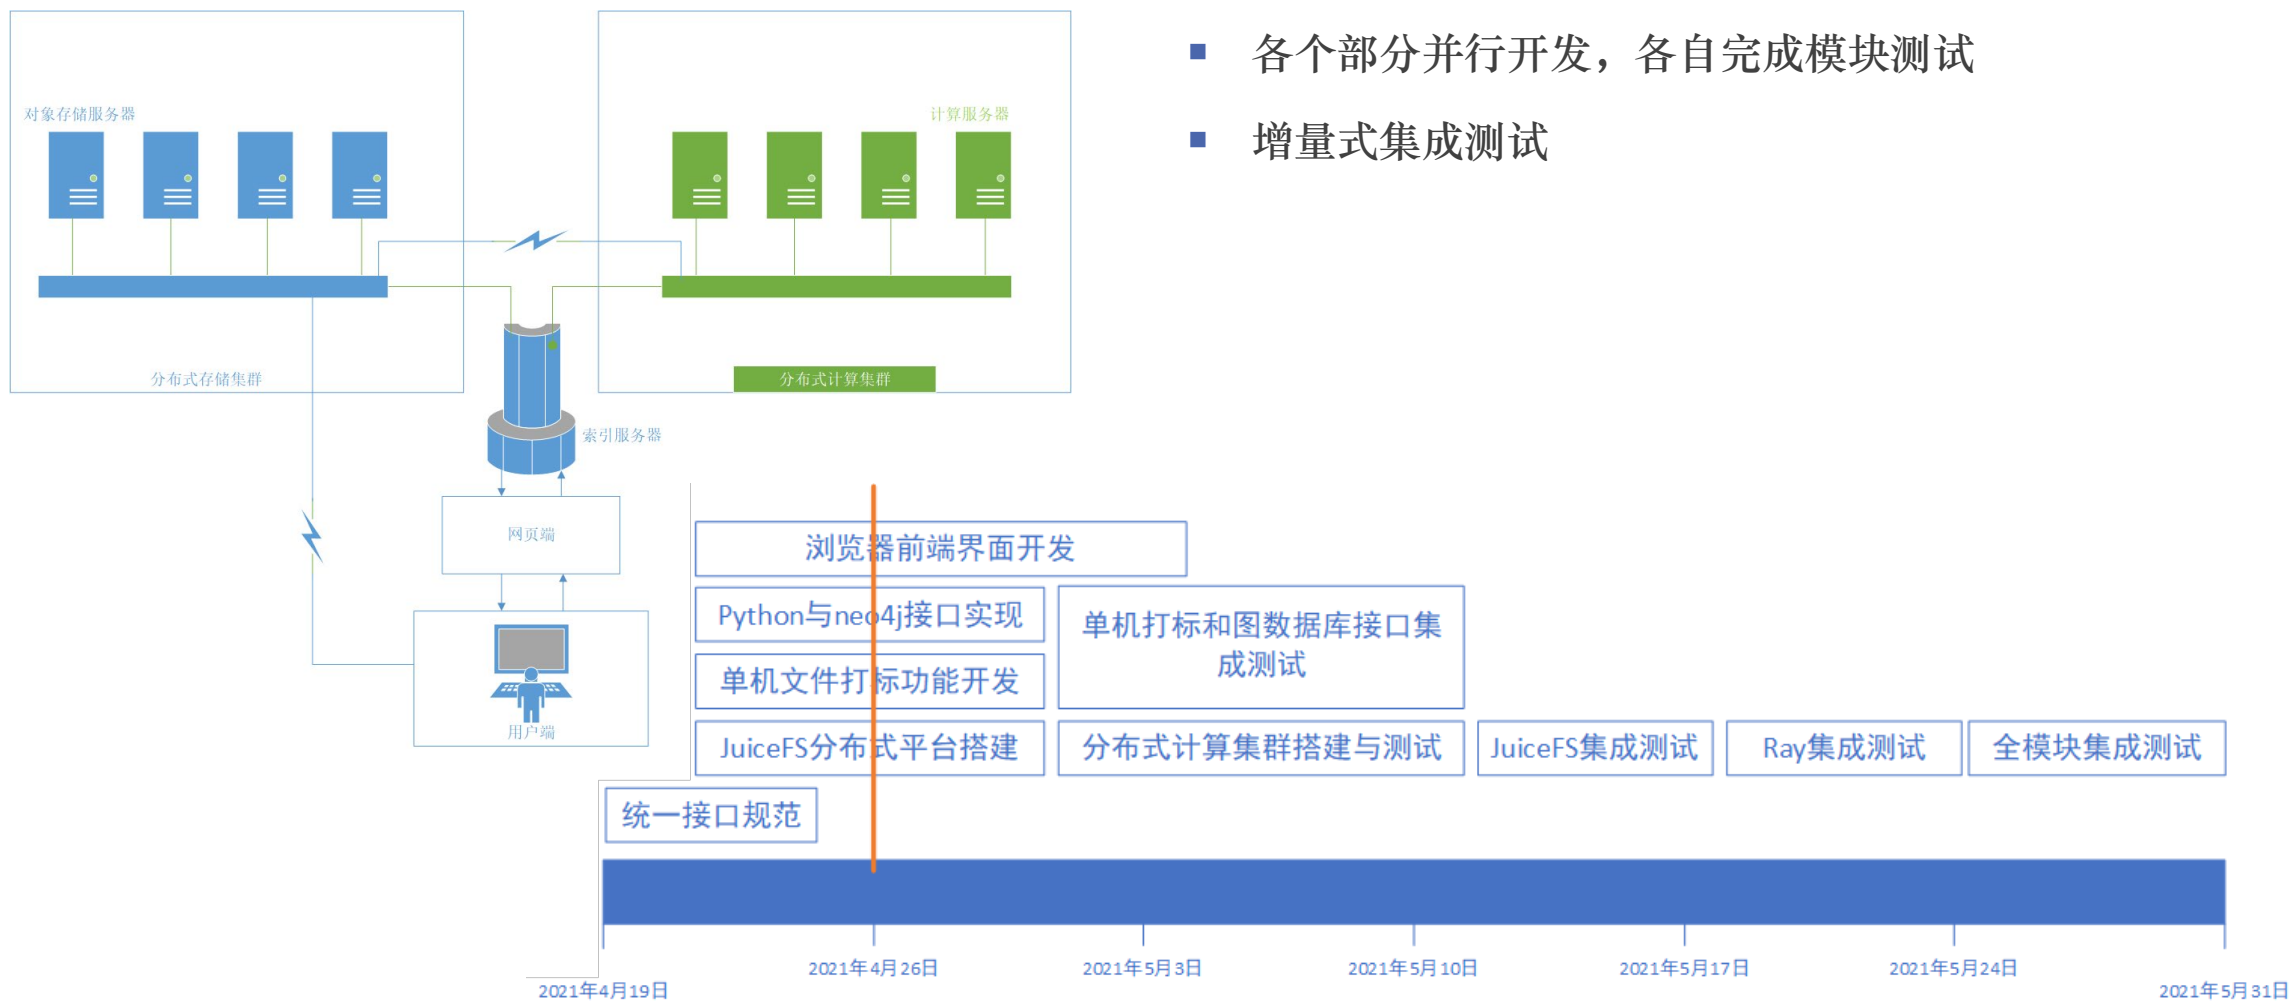 各个部分并行开发，各自完成模块测试
增量式集成测试
对象存储服务器
计算服务器
分布式存储集群
分布式计算集群
索引服务器
网页端
用户端
浏览器前端界面开发
Python与neo4j接口实现
单机打标和图数据库接口集
成测试
单机文件打标功能开发
JuiceFS分布式平台搭建
分布式计算集群搭建与测试
JuiceFS集成测试
Ray集成测试
全模块集成测试
统一接口规范
2021年4月19日
2021年4月26日
2021年5月3日
2021年5月10日
2021年5月17日
2021年5月24日
2021年5月31日